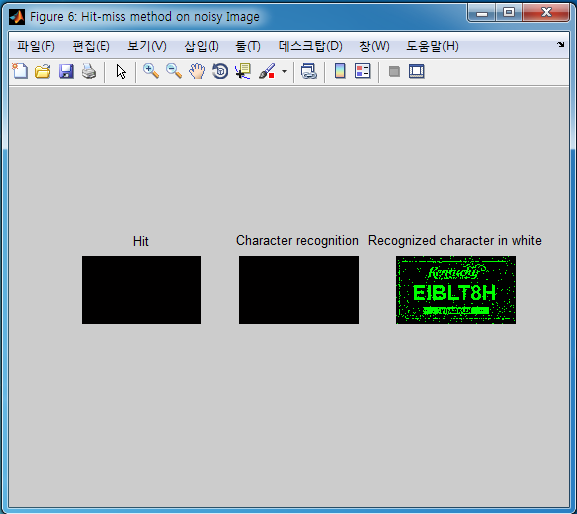 Figure 6: Hit-miss method on noisy Image
파일(F) 편집(E) 보기(V) 삽입(I) 툴(T) 데스크탑(D) 창(W) 도움말(H)
Hit
Character recognition
Recognized character in white
Kentucky
EIBLT8H